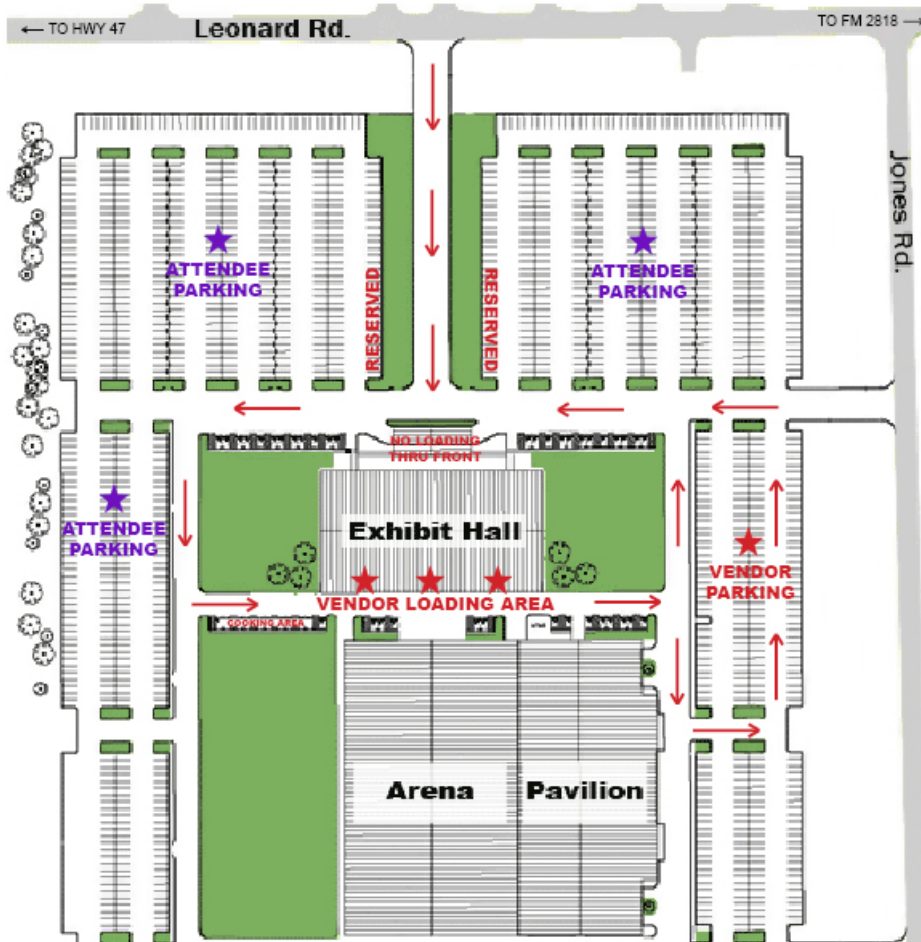 ← TO HWY 47
Leonard Rd.
TO FM 2818 →
Jones Rd.
ATTENDEE
PARKING
RESERVED
RESERVED
ATTENDEE
PARKING
NO LOADING
THRU FRONT
ATTENDEE
PARKING
Exhibit Hall
VENDOR
PARKING
VENDOR LOADING AREA
COOKING AREA
Arena
Pavilion